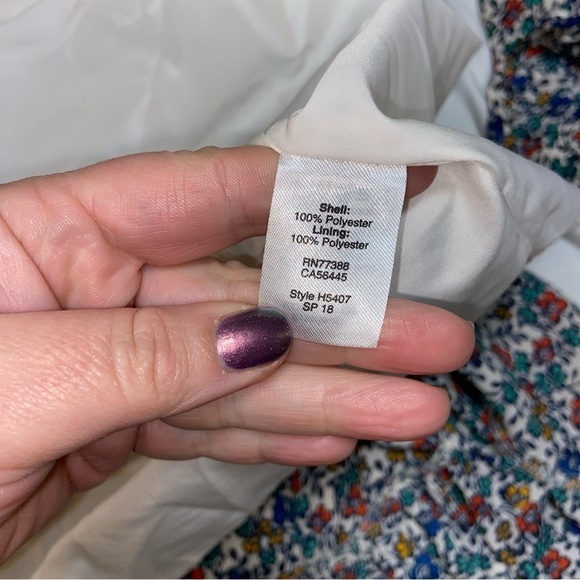 Shell:
100% Polyester
Lining:
100% Polyester
RN77388
CA56445
Style H5407
SP 18